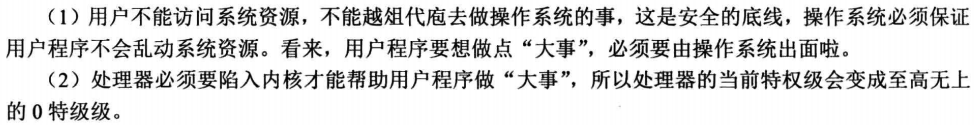 （1）用户不能访问系统资源，不能越俎代庖去做操作系统的事，这是安全的底线，操作系统必须保证
用户程序不会乱动系统资源。看来，用户程序要想做点“大事”，必须要由操作系统出面啦。
（2）处理器必须要陷入内核才能帮助用户程序做“大事”，所以处理器的当前特权级会变成至高无上
的 0 特级级。